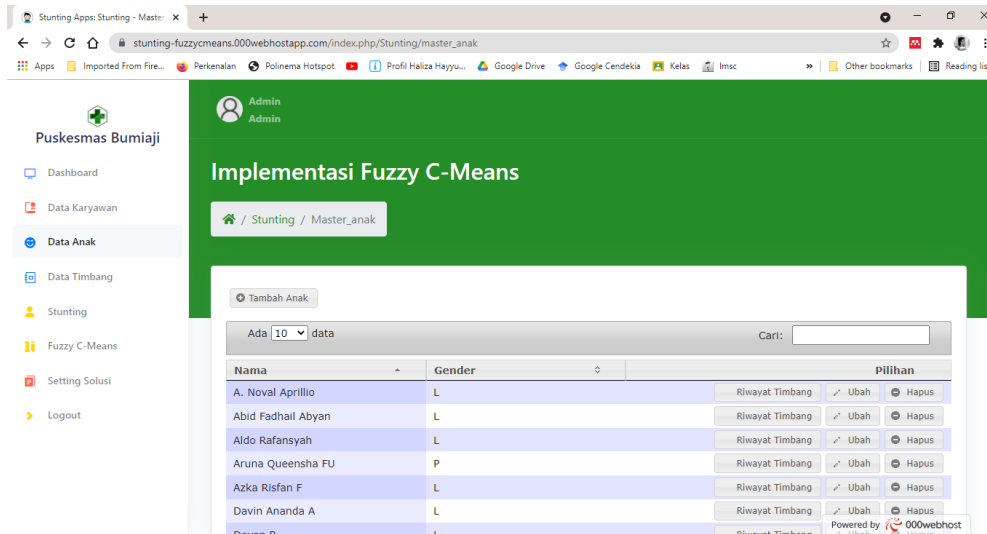 Stunting Apps: Stunting - Master
stunting-fuzzycmeans.000webhostapp.com/index.php/Stunting/master_anak
Apps Imported From Fire... Perkenalan Polinema Hotspot Profil Haliza Hayyu... Google Drive Google Cendekia Kelas Imsc » Other bookmarks Reading lis
Puskesmas Bumiaji
Dashboard
Data Karyawan
Data Anak
Data Timbang
Stunting
Fuzzy C-Means
Setting Solusi
Logout
Admin
Admin
Implementasi Fuzzy C-Means
/ Stunting / Master_anak
Tambah Anak
Ada 10 data Cari:
Nama Gender Pilihan
A. Noval Aprillio L Riwayat Timbang Ubah Hapus
Abid Fadhail Abyan L Riwayat Timbang Ubah Hapus
Aldo Rafansyah L Riwayat Timbang Ubah Hapus
Aruna Queensha FU P Riwayat Timbang Ubah Hapus
Azka Risfan F L Riwayat Timbang Ubah Hapus
Davin Ananda A L Riwayat Timbang Ubah Hapus
Powered by 000webhost